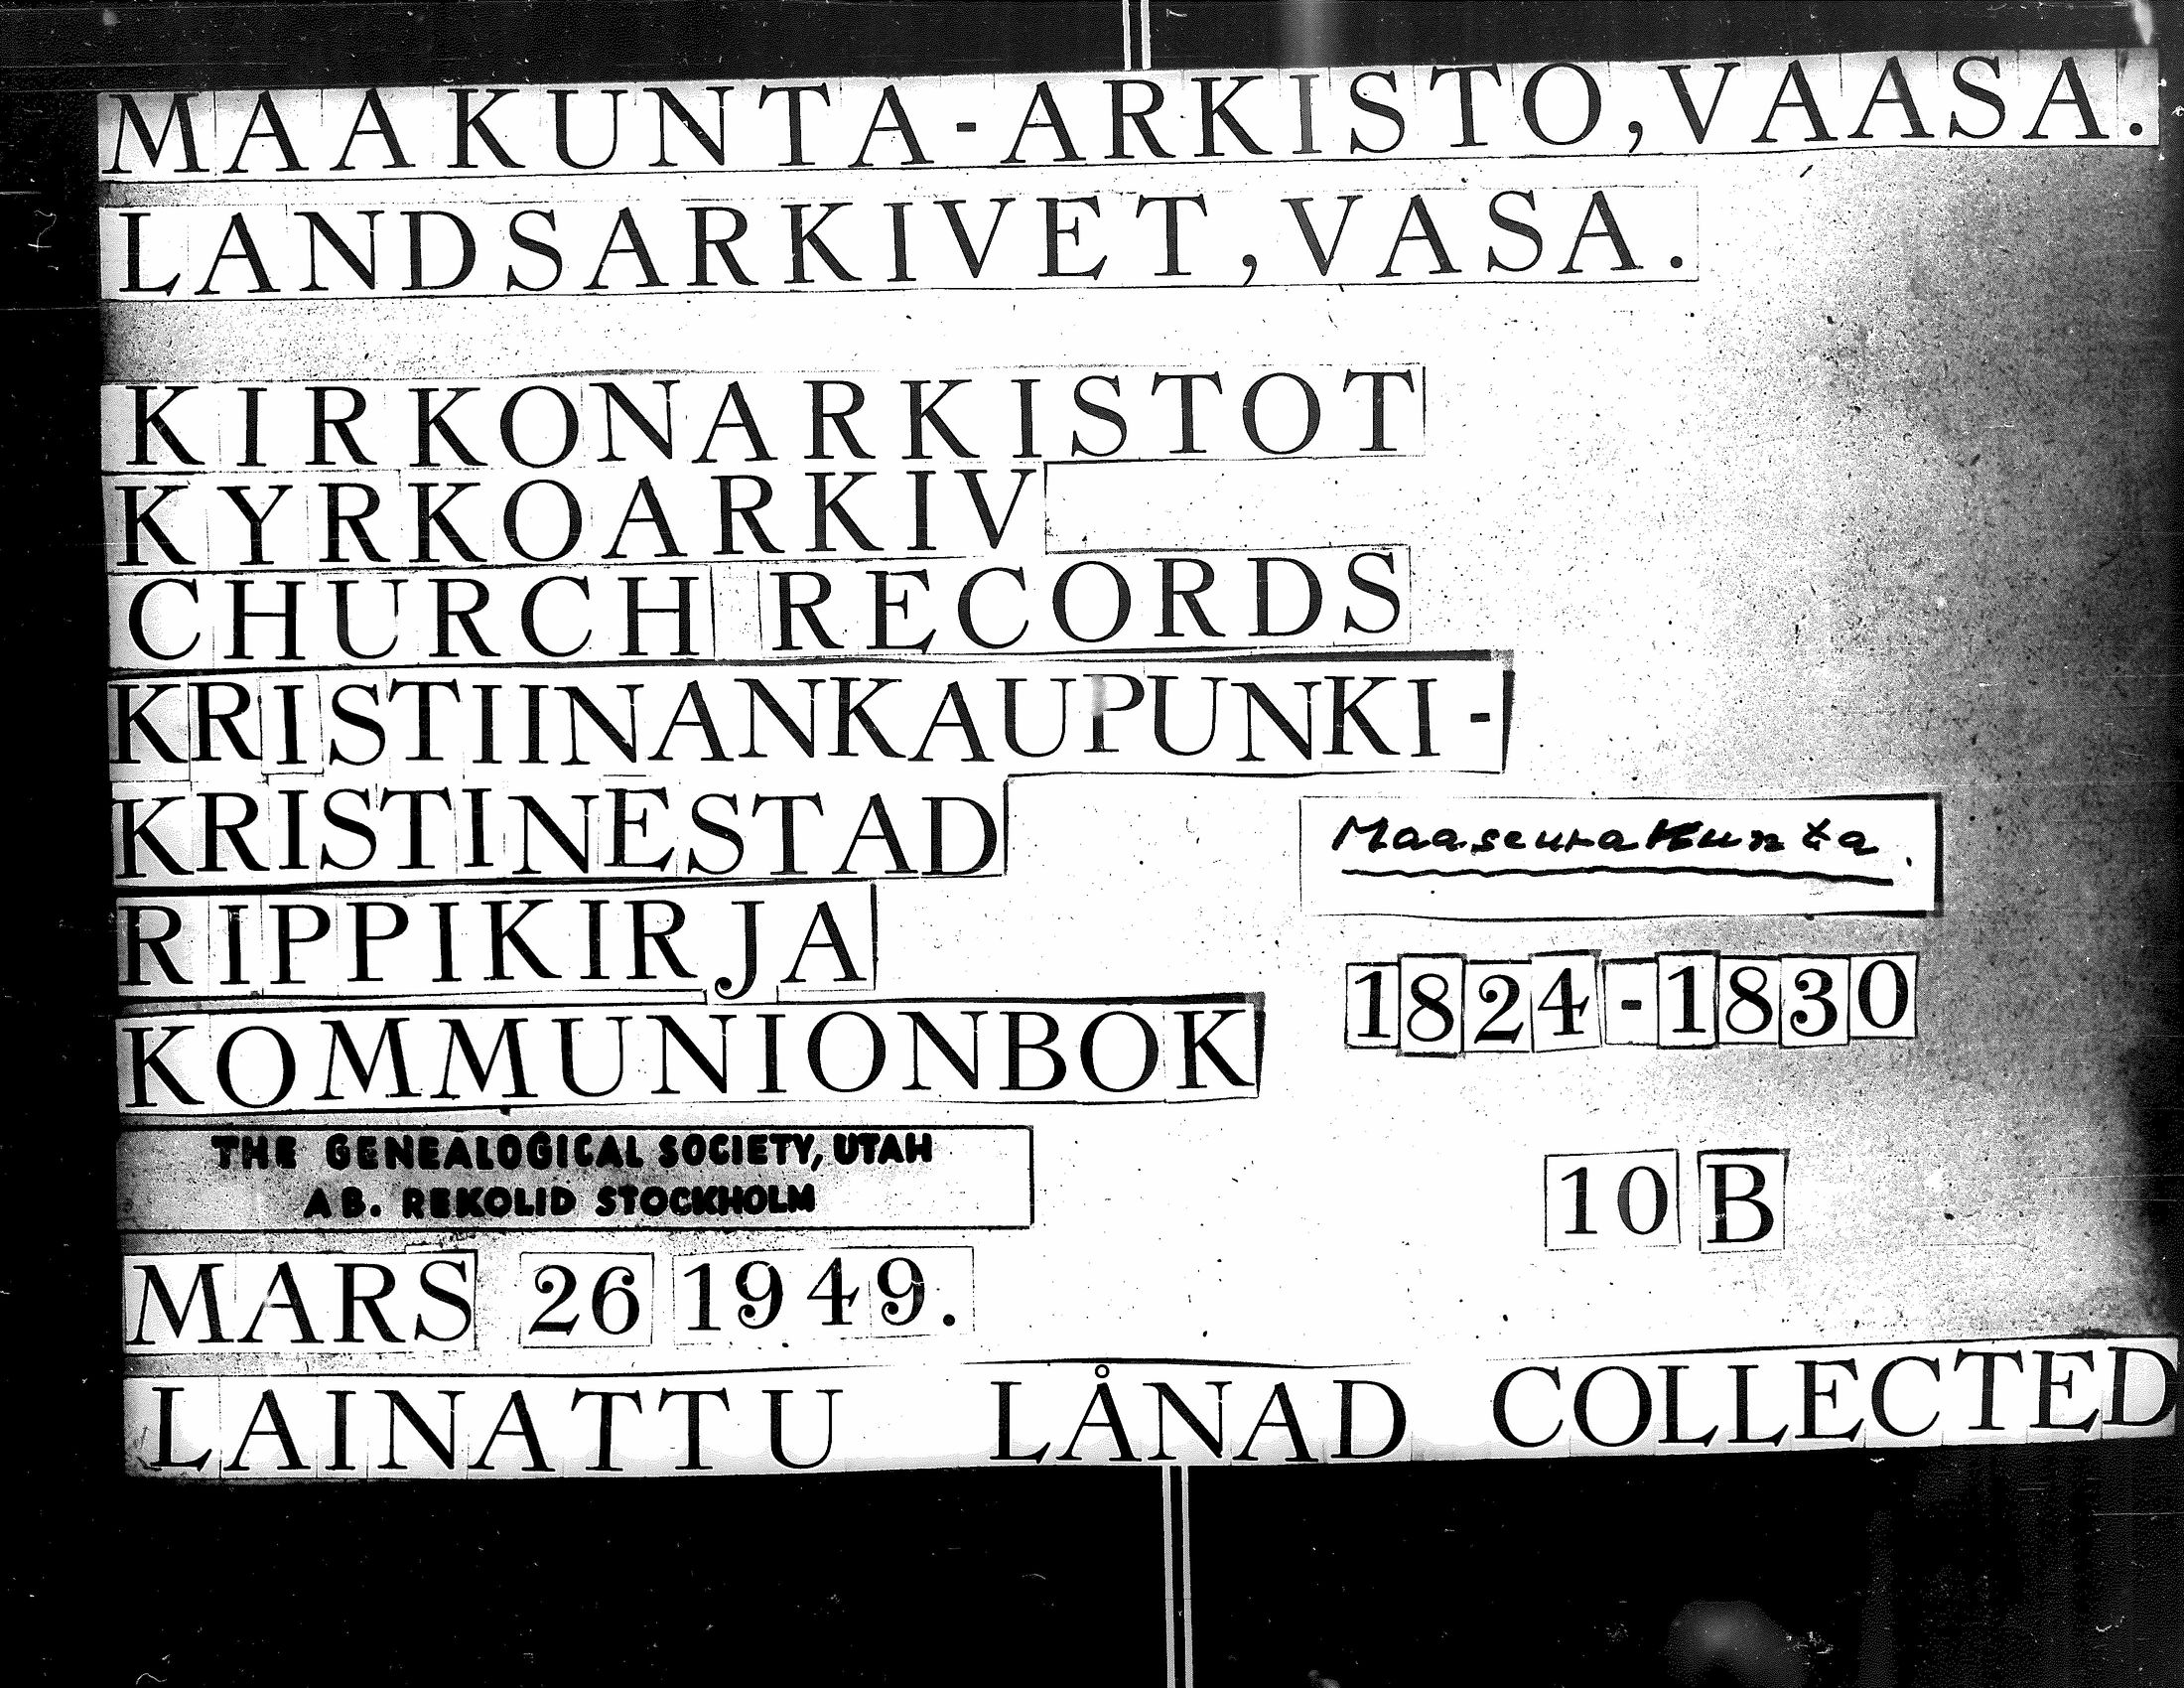 MAAKUNTA-ARKISTO, VAASA.
LANDSARKIVET, VASA.
KIRKONARKISTOT
KYRKOARKIV
CHURCH RECORDS
KRISTIINANKAUPUNKI-
KRISTINESTAD
Maaseurakunta.
RIPPIKIRJA
1824-1830
KOMMUNIONBOK
THE GENEALOGICAL SOCIETY, UTAH
AB. REKOLID STOCKHOLM
10 B
MARS 26 1949.
LAINATTU LÅNAD COLLECTED